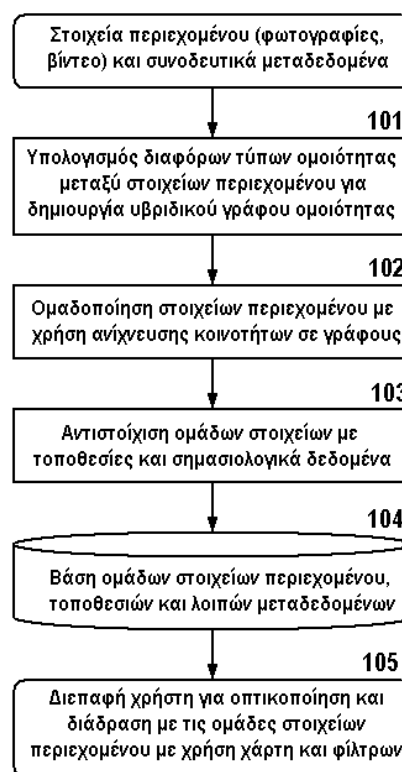 Στοιχεία περιεχομένου (φωτογραφίες,
βίντεο) και συνοδευτικά μεταδεδομένα
101
Υπολογισμός διαφόρων τύπων ομοιότητας
μεταξύ στοιχείων περιεχομένου για
δημιουργία υβριδικού γράφου ομοιότητας
102
Ομαδοποίηση στοιχείων περιεχομένου με
χρήση ανίχνευσης κοινοτήτων σε γράφους
103
Αντιστοίχιση ομάδων στοιχείων με
τοποθεσίες και σημασιολογικά δεδομένα
104
Βάση ομάδων στοιχείων περιεχομένου,
τοποθεσιών και λοιπών μεταδεδομένων
105
Διεπαφή χρήστη για οπτικοποίηση και
διάδραση με τις ομάδες στοιχείων
περιεχομένου με χρήση χάρτη και φίλτρων